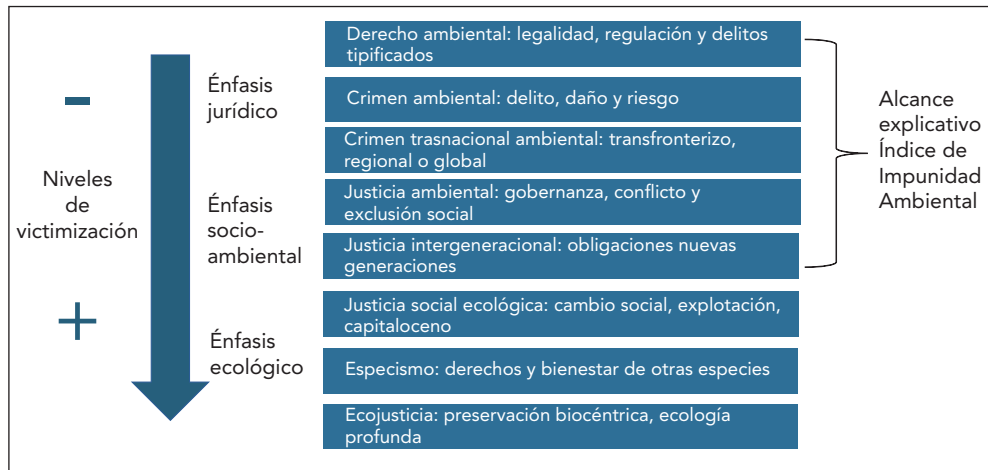 Derecho ambiental: legalidad, regulación y delitos
tipificados
Énfasis
jurídico
Crimen ambiental: delito, daño y riesgo
Crimen trasnacional ambiental: transfronterizo,
regional o global
–
Niveles
de
victimización
+
Énfasis
socio-
ambiental
Justicia ambiental: gobernanza, conflicto y
exclusión social
Justicia intergeneracional: obligaciones nuevas
generaciones
Énfasis
ecológico
Justicia social ecológica: cambio social, explotación,
capitaloceno
Especismo: derechos y bienestar de otras especies
Ecojusticia: preservación biocéntrica, ecología
profunda
Alcance
explicativo
Índice de
Impunidad
Ambiental